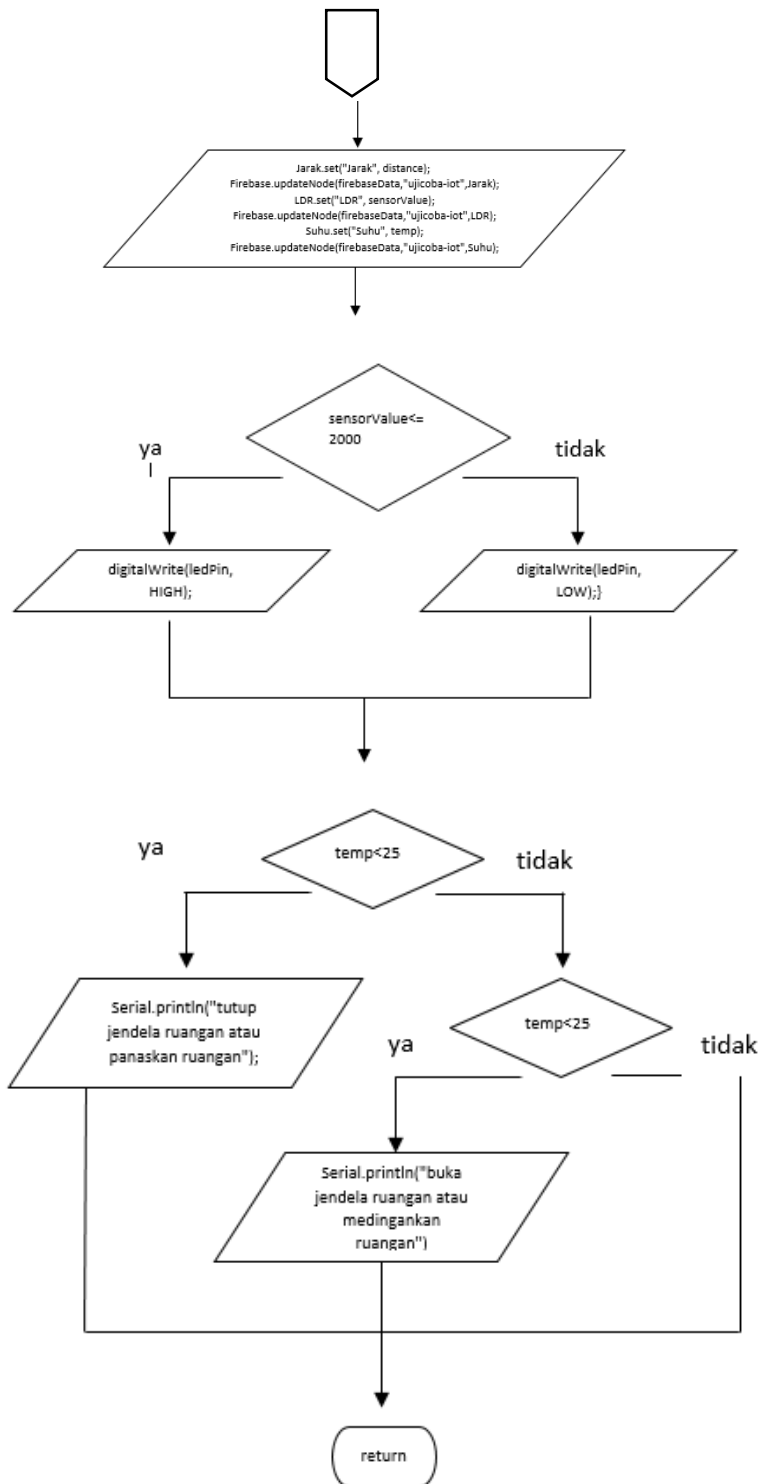 Jarak.set("Jarak", distance);
Firebase.updateNode(firebaseData,"ujicoba-iot",Jarak);
LDR.set("LDR", sensorValue);
Firebase.updateNode(firebaseData,"ujicoba-iot",LDR);
Suhu.set("Suhu", temp);
Firebase.updateNode(firebaseData,"ujicoba-iot",Suhu);
sensorValue<=
2000
ya
tidak
digitalWrite(ledPin,
HIGH);
digitalWrite(ledPin,
LOW);}
temp<25
ya
tidak
Serial.println("tutup
jendela ruangan atau
panaskan ruangan");
temp<25
ya
tidak
Serial.println("buka
jendela ruangan atau
medingankan
ruangan")
return